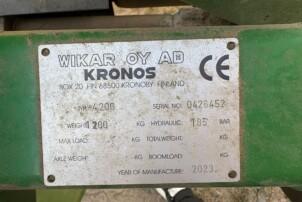 WIKAR OY AB
KRONOS
CE
BOX 20 FIN 68500 KRONOBY FINLAND
4200 SERIAL NO: 0426452
WEIGHT 1200 KG HYDRAULIC: 185 BAR
MAX LOAD: KG TOTALWEIGHT: KG
AXLE WEIGHT: KG BOOMLOAD: KG
YEAR OF MANUFACTURE: 2023